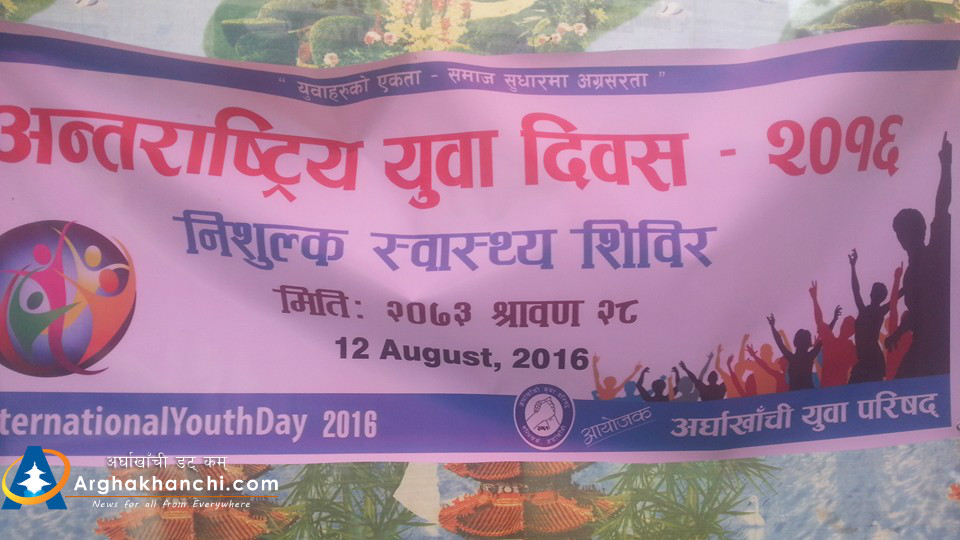 " युवाहरुको एकता - समाज सुधारमा अग्रसरता "
अन्तराष्ट्रिय युवा दिवस - २०१६
निशुल्क स्वास्थ्य शिविर
मिति: २०७३ श्रावण २८
12 August, 2016
nternationalYouthDay 2016
आयोजक अर्घाखाँची युवा परिषद्
अर्घाखाँची डट् कम्
Arghakhanchi.com
News for all from Everywhere